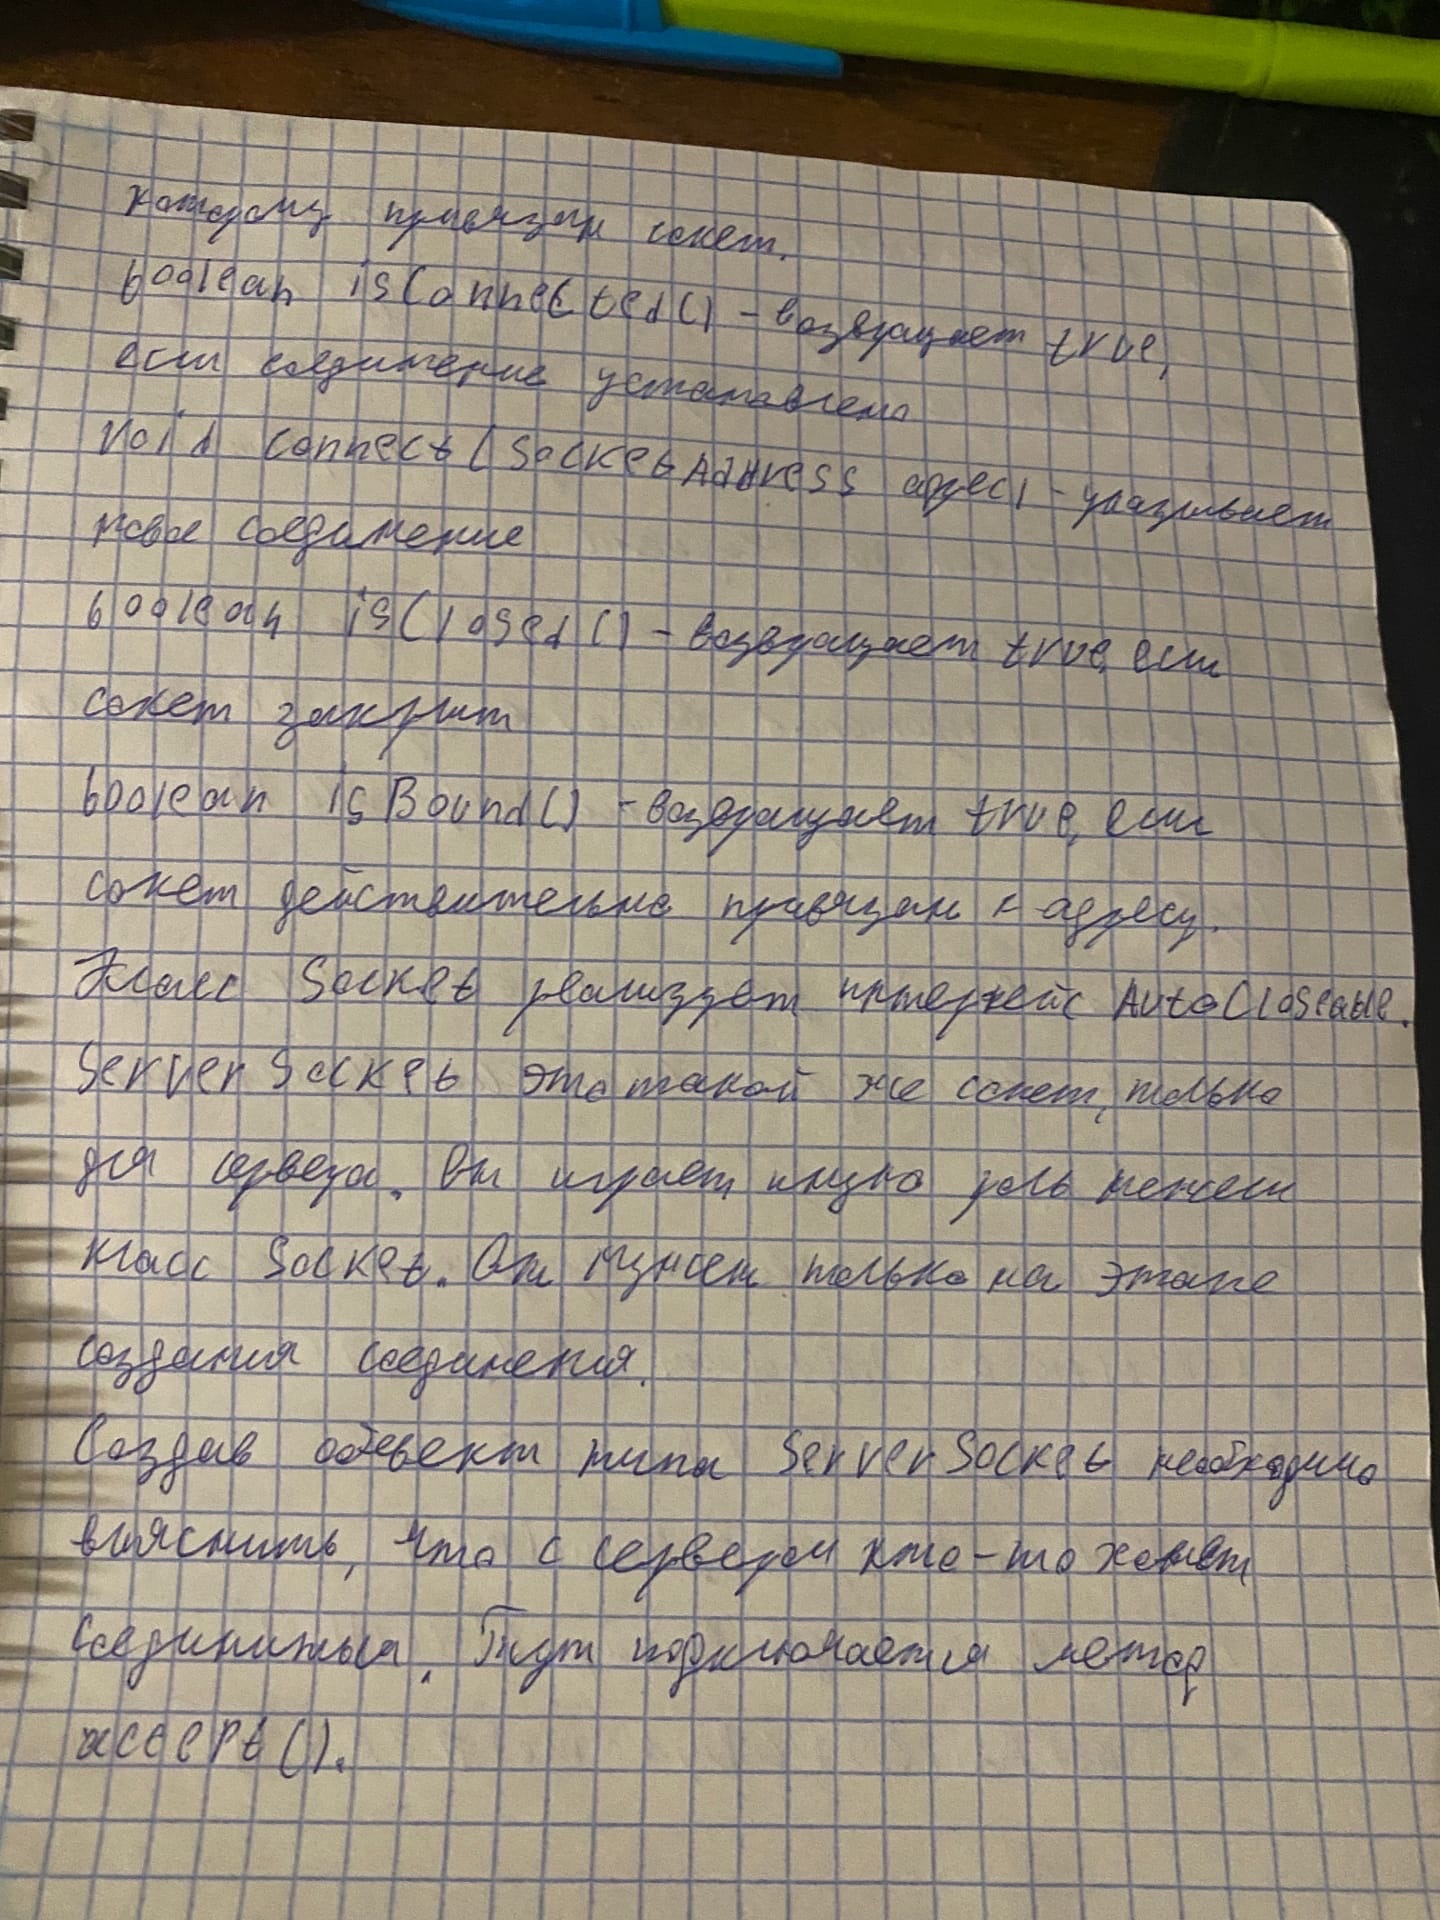 которому привязан сокет.
boolean isConnected() - возвращает true,
если соединение установлено
void connect(SocketAddress адрес) - указывает
новое соединение
boolean isClosed() - возвращает true, если
сокет закрыт
boolean isBound() - возвращает true, если
сокет действительно привязан к адресу.
Класс Socket реализует интерфейс AutoCloseable.
ServerSocket это такой же сокет, только
для сервера. Он играет иную роль нежели
класс Socket. Он нужен только на этапе
создания соединения.
Создав объект типа ServerSocket необходимо
выяснить, что с сервером кто-то хочет
соединиться. Тут подключается метод
accept().